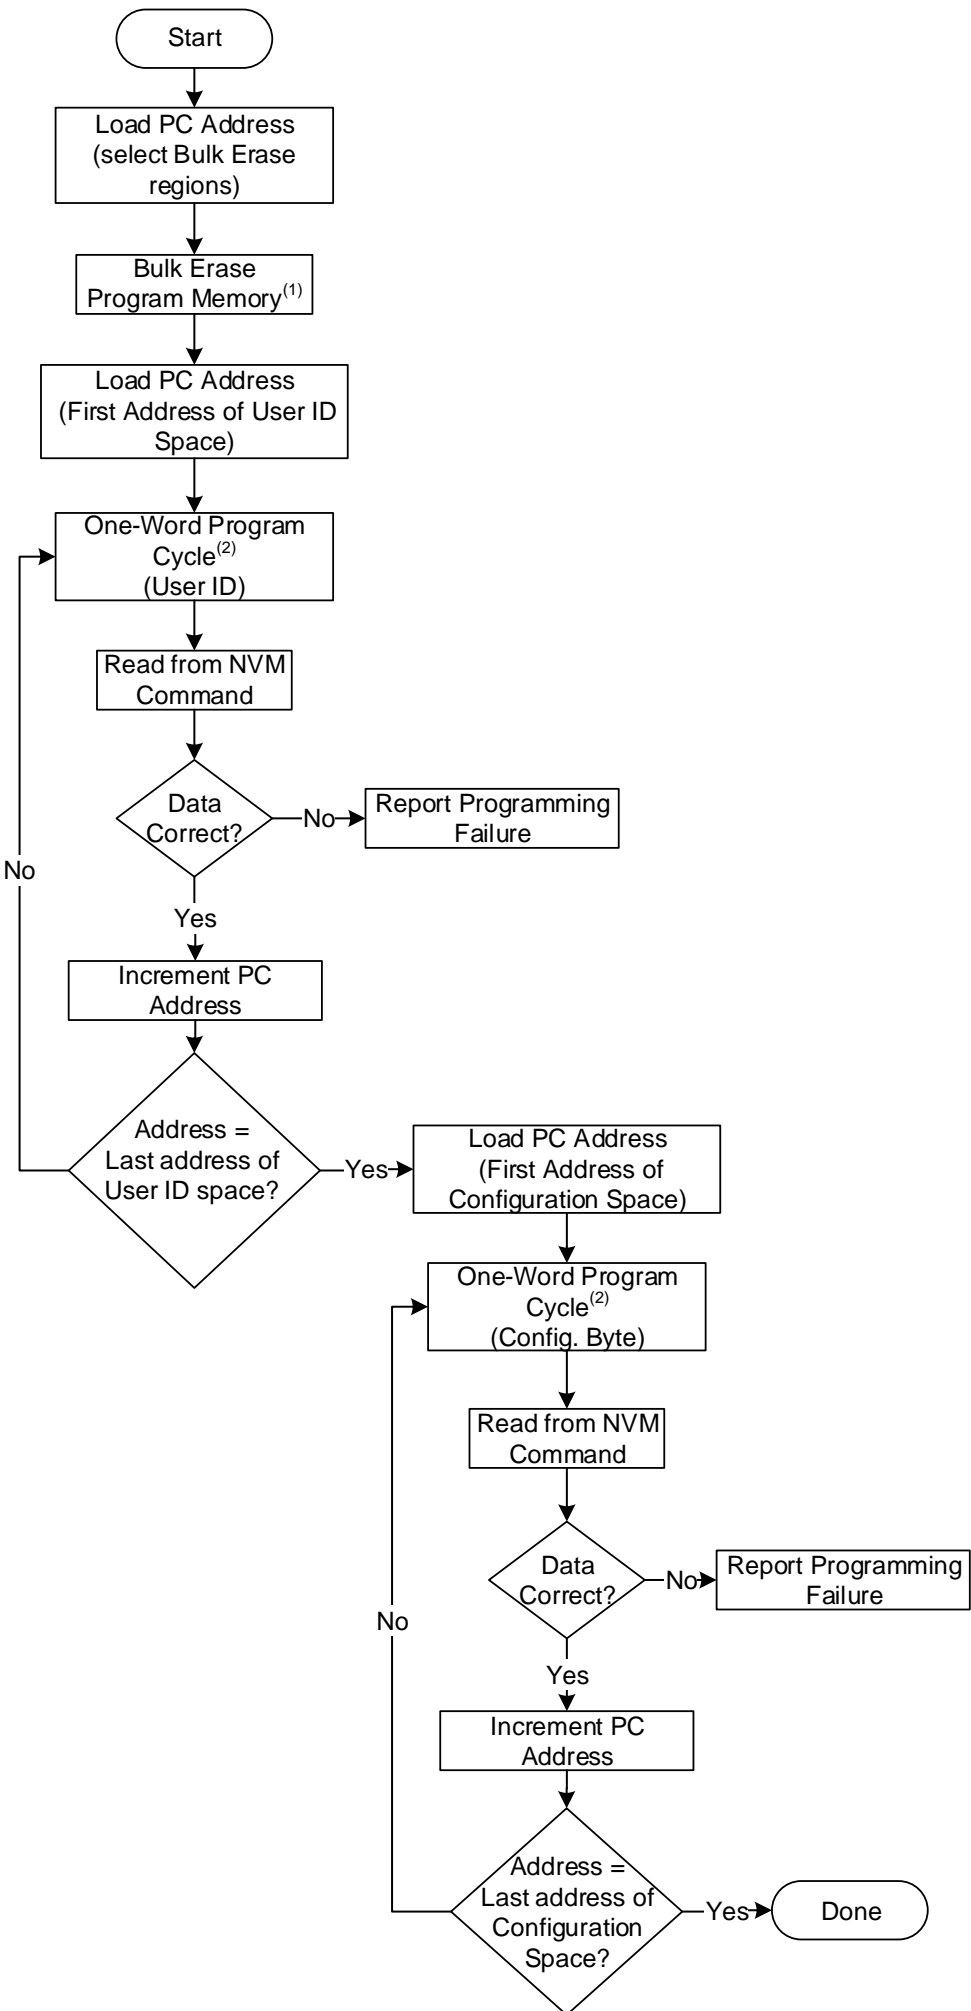 Start
Load PC Address
(select Bulk Erase
regions)
Bulk Erase
Program Memory(1)
Load PC Address
(First Address of User ID
Space)
One-Word Program
Cycle(2)
(User ID)
Read from NVM
Command
Data
Correct?
No
Report Programming
Failure
No
Yes
Increment PC
Address
Address =
Last address of
User ID space?
Yes
Load PC Address
(First Address of
Configuration Space)
One-Word Program
Cycle(2)
(Config. Byte)
Read from NVM
Command
Data
Correct?
No
Report Programming
Failure
No
Yes
Increment PC
Address
Address =
Last address of
Configuration
Space?
Yes
Done